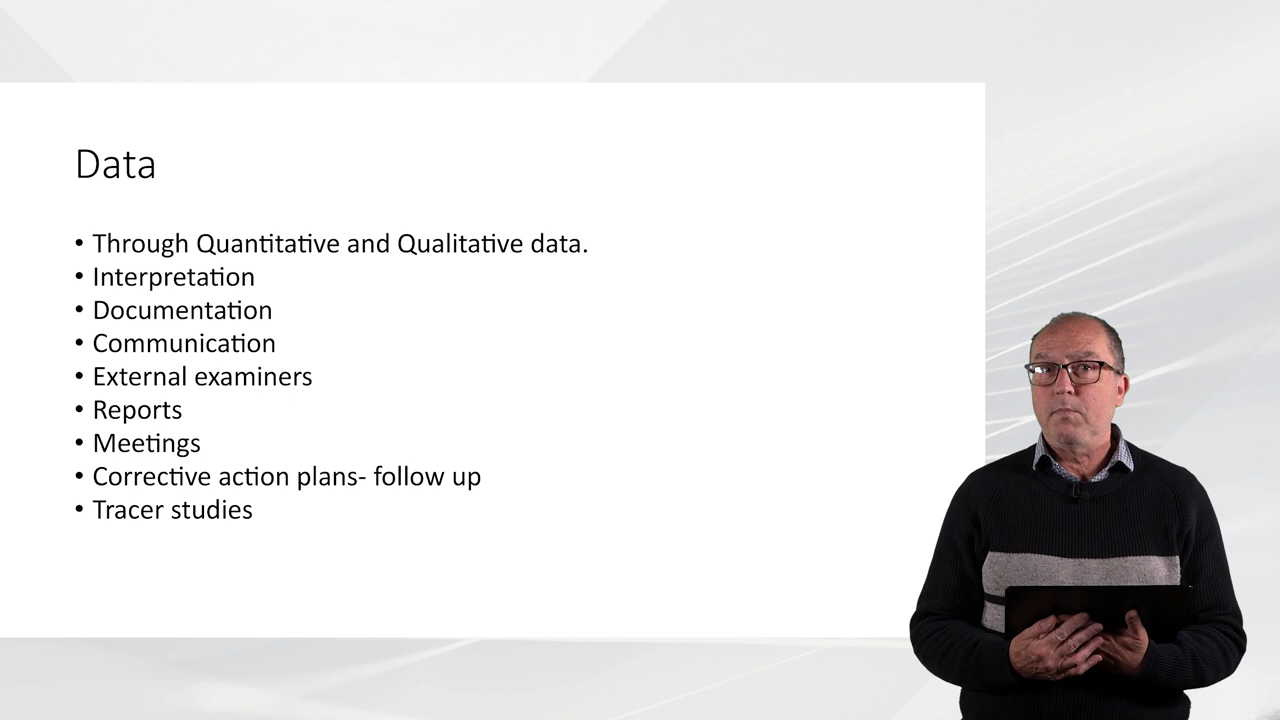 Data
• Through Quantitative and Qualitative data.
• Interpretation
• Documentation
• Communication
• External examiners
• Reports
• Meetings
• Corrective action plans- follow up
• Tracer studies